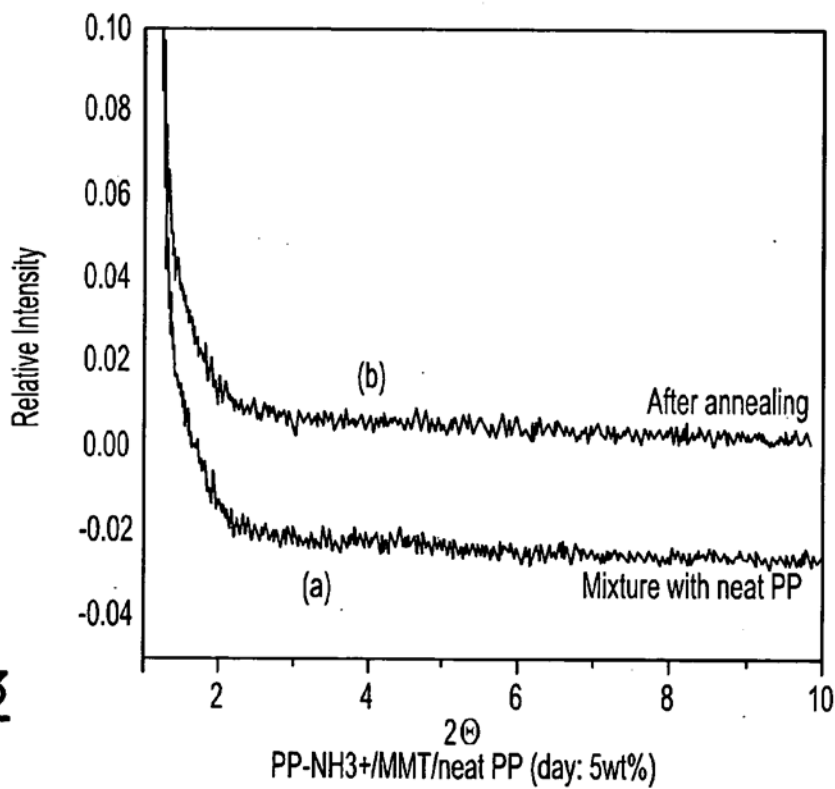 0.10
0.08
0.06
0.04
0.02
0.00
-0.02
-0.04
Relative Intensity
(b)
After annealing
(a)
Mixture with neat PP
2 4 6 8 10
2Θ
PP-NH3+/MMT/neat PP (day: 5wt%)